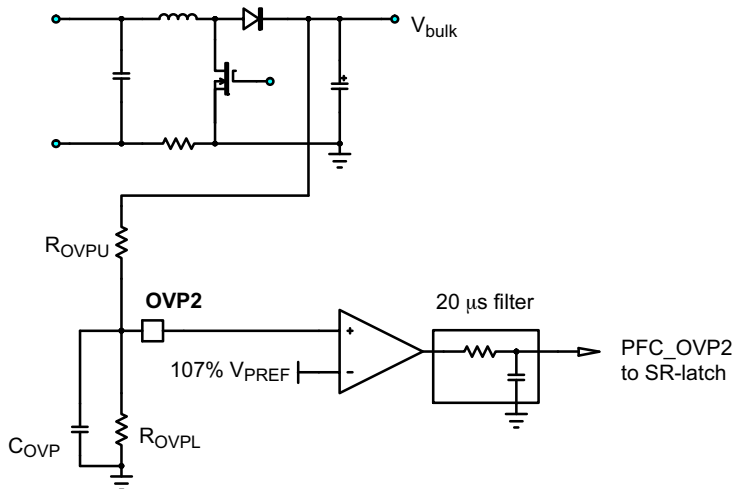 V_bulk
R_OVPU
OVP2
20 μs filter
107% V_PREF
PFC_OVP2
to SR-latch
C_OVP
R_OVPL